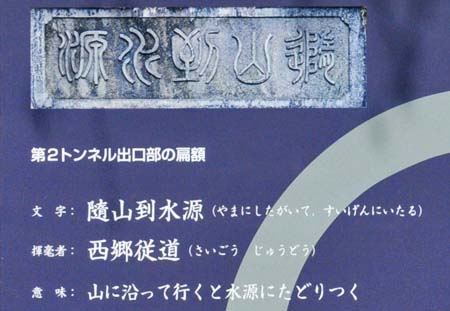 源水到山隨
第2トンネル出口部の扁額
文 字： 隨山到水源（やまにしたがいて、すいげんにいたる）
揮毫者： 西郷従道（さいごう じゅうどう）
意 味： 山に沿って行くと水源にたどりつく